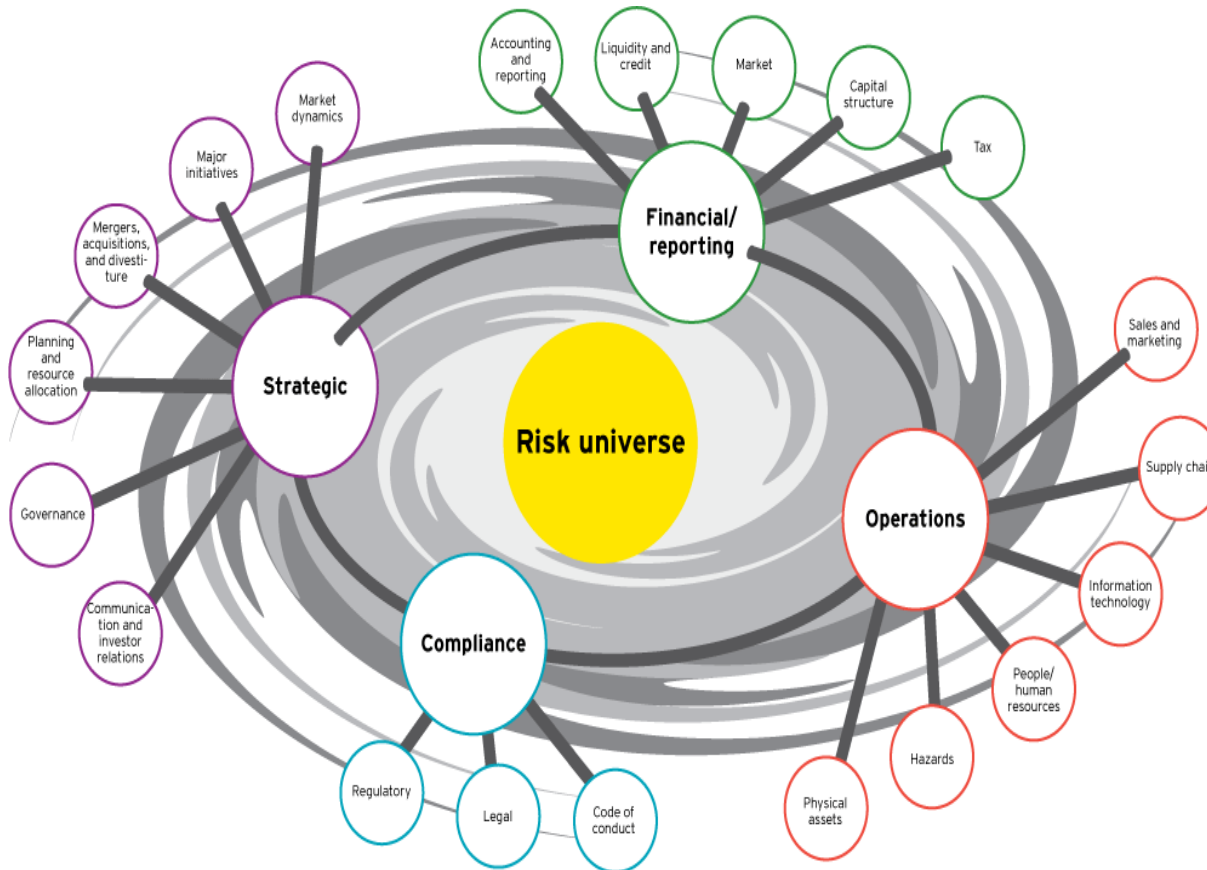 Accounting
and
reporting
Liquidity and
credit
Market
Capital
structure
Tax
Market
dynamics
Major
initiatives
Mergers,
acquisitions,
and divesti-
ture
Planning
and
resource
allocation
Governance
Communica-
tion and
investor
relations
Strategic
Financial/
reporting
Risk universe
Operations
Compliance
Sales and
marketing
Supply chain
Information
technology
People/
human
resources
Hazards
Physical
assets
Regulatory
Legal
Code of
conduct